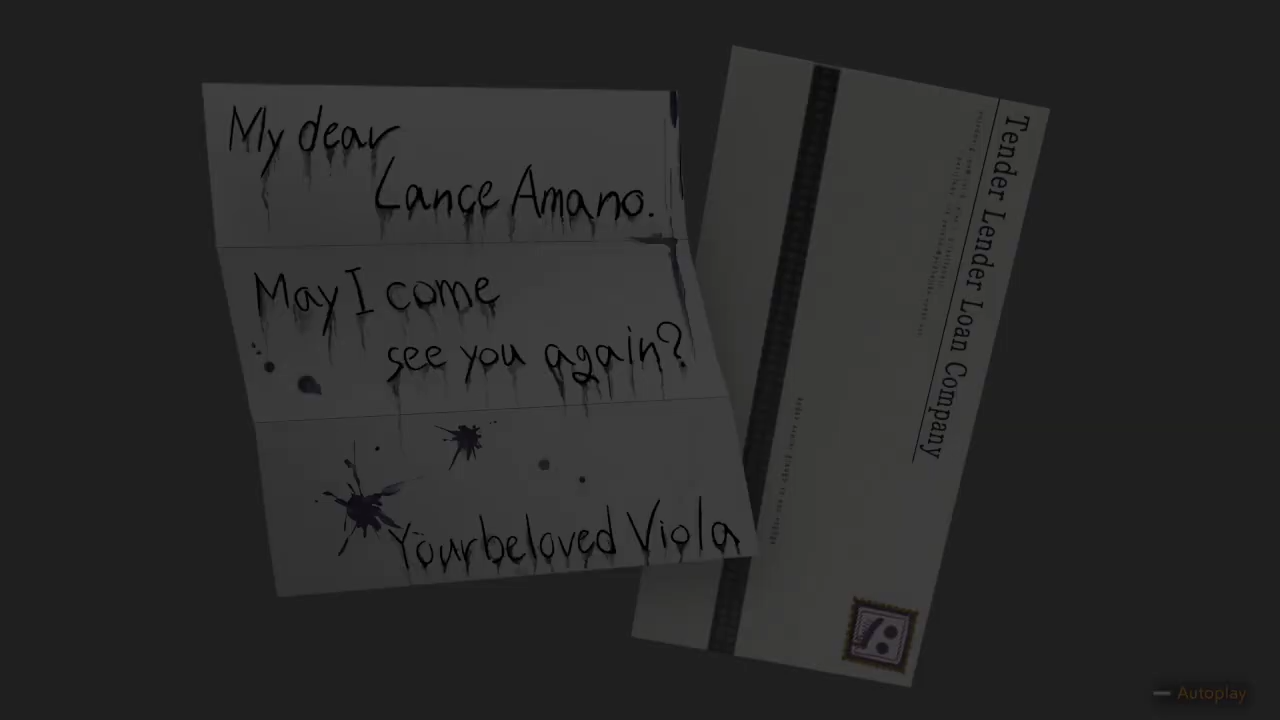 My dear
Lance Amano.
May I come
see you again?
Your beloved Viola
Tender Lender Loan Company
Autoplay